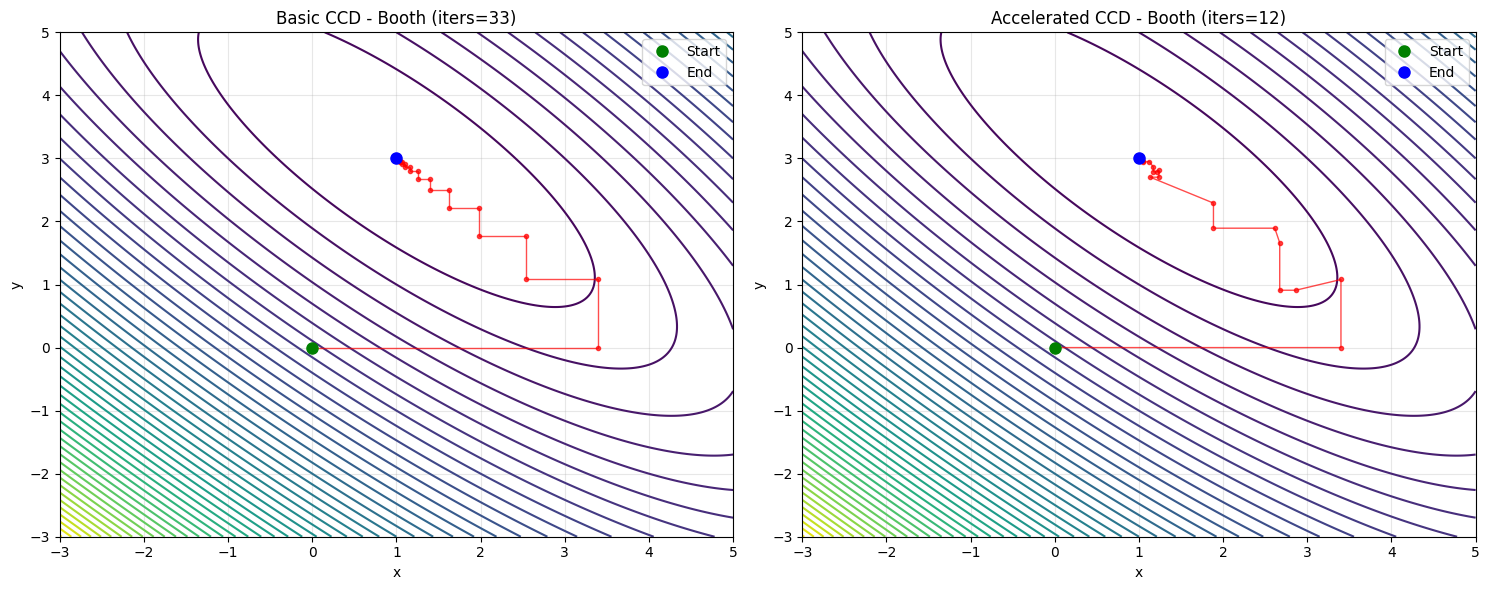 Basic CCD - Booth (iters=33)
Start
End
5
4
3
2
1
0
−1
−2
−3
y
−3 −2 −1 0 1 2 3 4 5
x
Accelerated CCD - Booth (iters=12)
Start
End
5
4
3
2
1
0
−1
−2
−3
y
−3 −2 −1 0 1 2 3 4 5
x